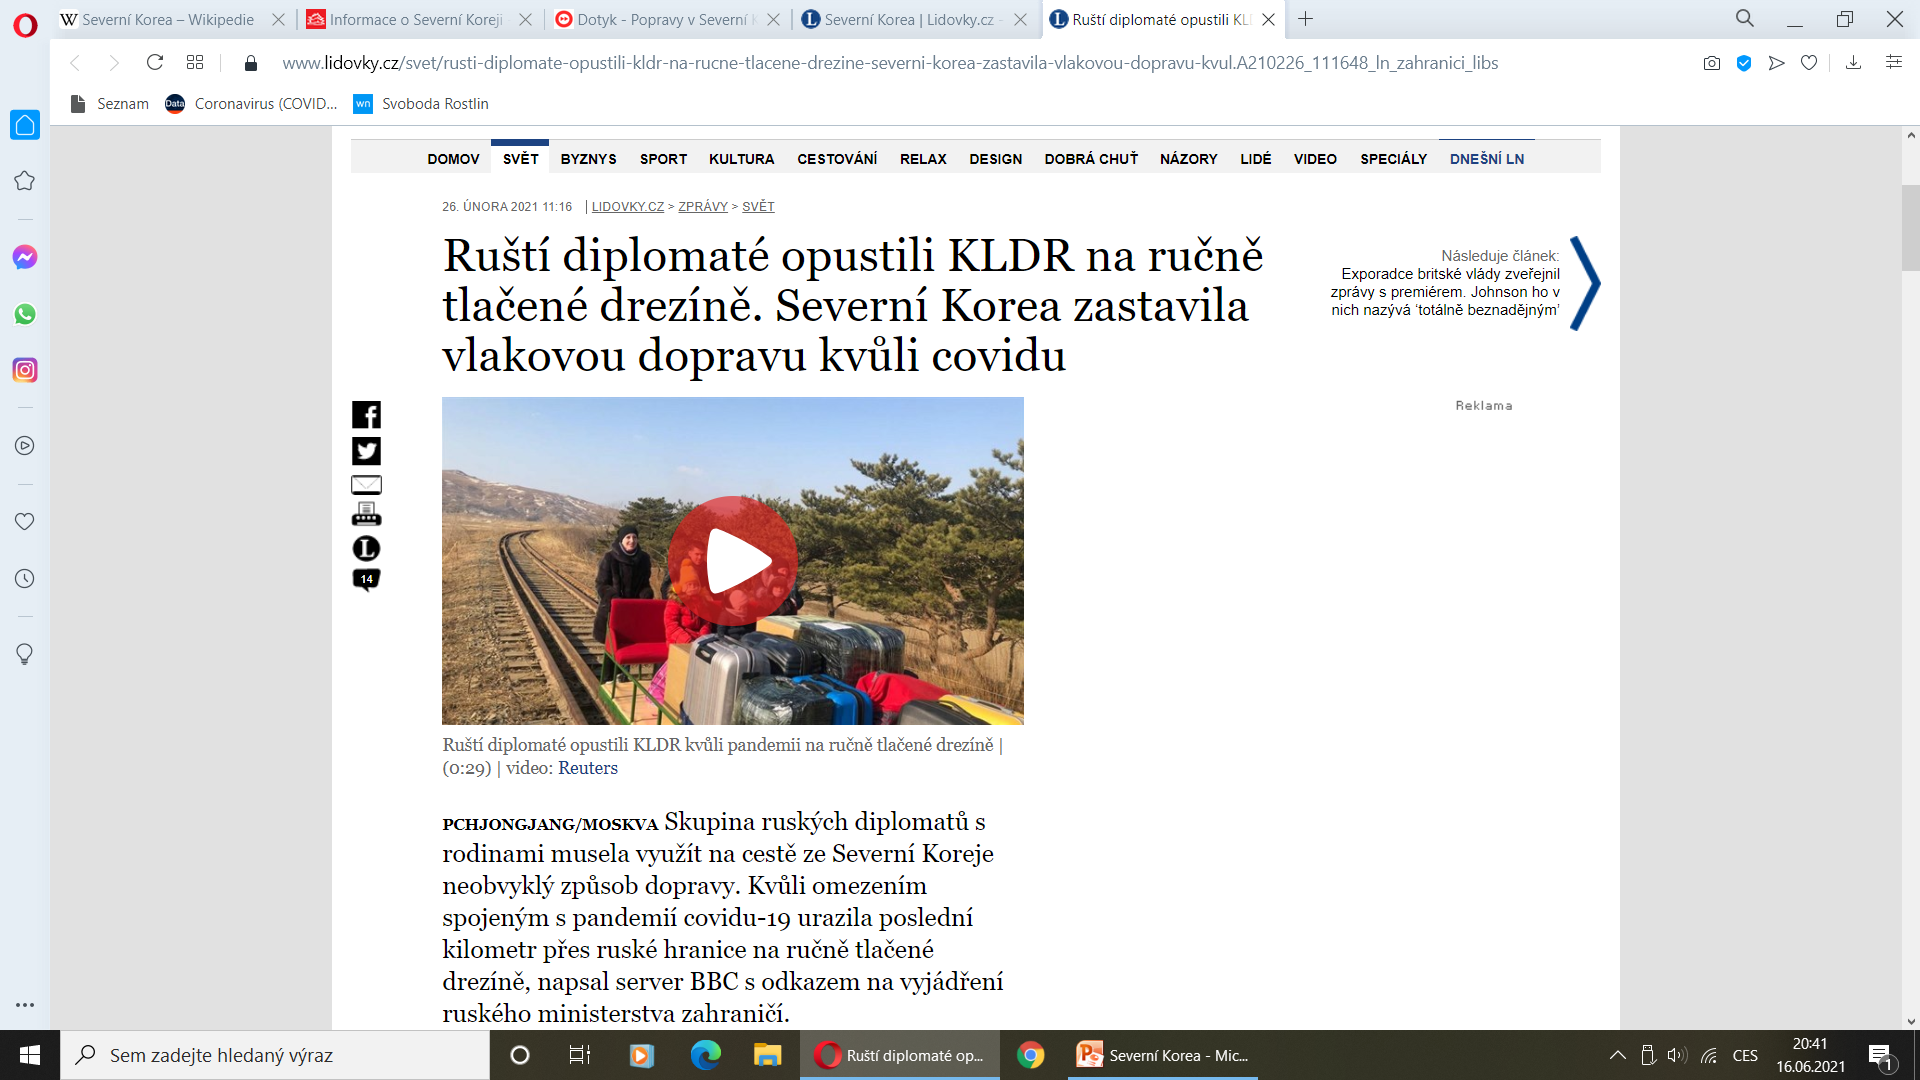 Severní Korea – Wikipedie
Informace o Severní Koreji
Dotyk - Popravy v Severní
Severní Korea | Lidovky.cz -
Ruští diplomaté opustili KL
www.lidovky.cz/svet/rusti-diplomate-opustili-kldr-na-rucne-tlacene-drezine-severni-korea-zastavila-vlakovou-dopravu-kvul.A210226_111648_ln_zahranici_libs
Seznam
Data
Coronavirus (COVID...
wn
Svoboda Rostlin
DOMOV SVĚT BYZNYS SPORT KULTURA CESTOVÁNÍ RELAX DESIGN DOBRÁ CHUŤ NÁZORY LIDÉ VIDEO SPECIÁLY DNEŠNÍ LN
26. ÚNORA 2021 11:16 | LIDOVKY.CZ > ZPRÁVY > SVĚT
Ruští diplomaté opustili KLDR na ručně
tlačené drezíně. Severní Korea zastavila
vlakovou dopravu kvůli covidu
Následuje článek:
Exporadce britské vlády zveřejnil
zprávy s premiérem. Johnson ho v
nich nazývá ‘totálně beznadějným’
Reklama
14
Ruští diplomaté opustili KLDR kvůli pandemii na ručně tlačené drezíně |
(0:29) | video: Reuters
PCHJONGJANG/MOSKVA Skupina ruských diplomatů s
rodinami musela využít na cestě ze Severní Koreje
neobvyklý způsob dopravy. Kvůli omezením
spojeným s pandemií covidu-19 urazila poslední
kilometr přes ruské hranice na ručně tlačené
drezíně, napsal server BBC s odkazem na vyjádření
ruského ministerstva zahraničí.
Sem zadejte hledaný výraz
Ruští diplomaté op...
Severní Korea - Mic...
CES
20:41
16.06.2021
1